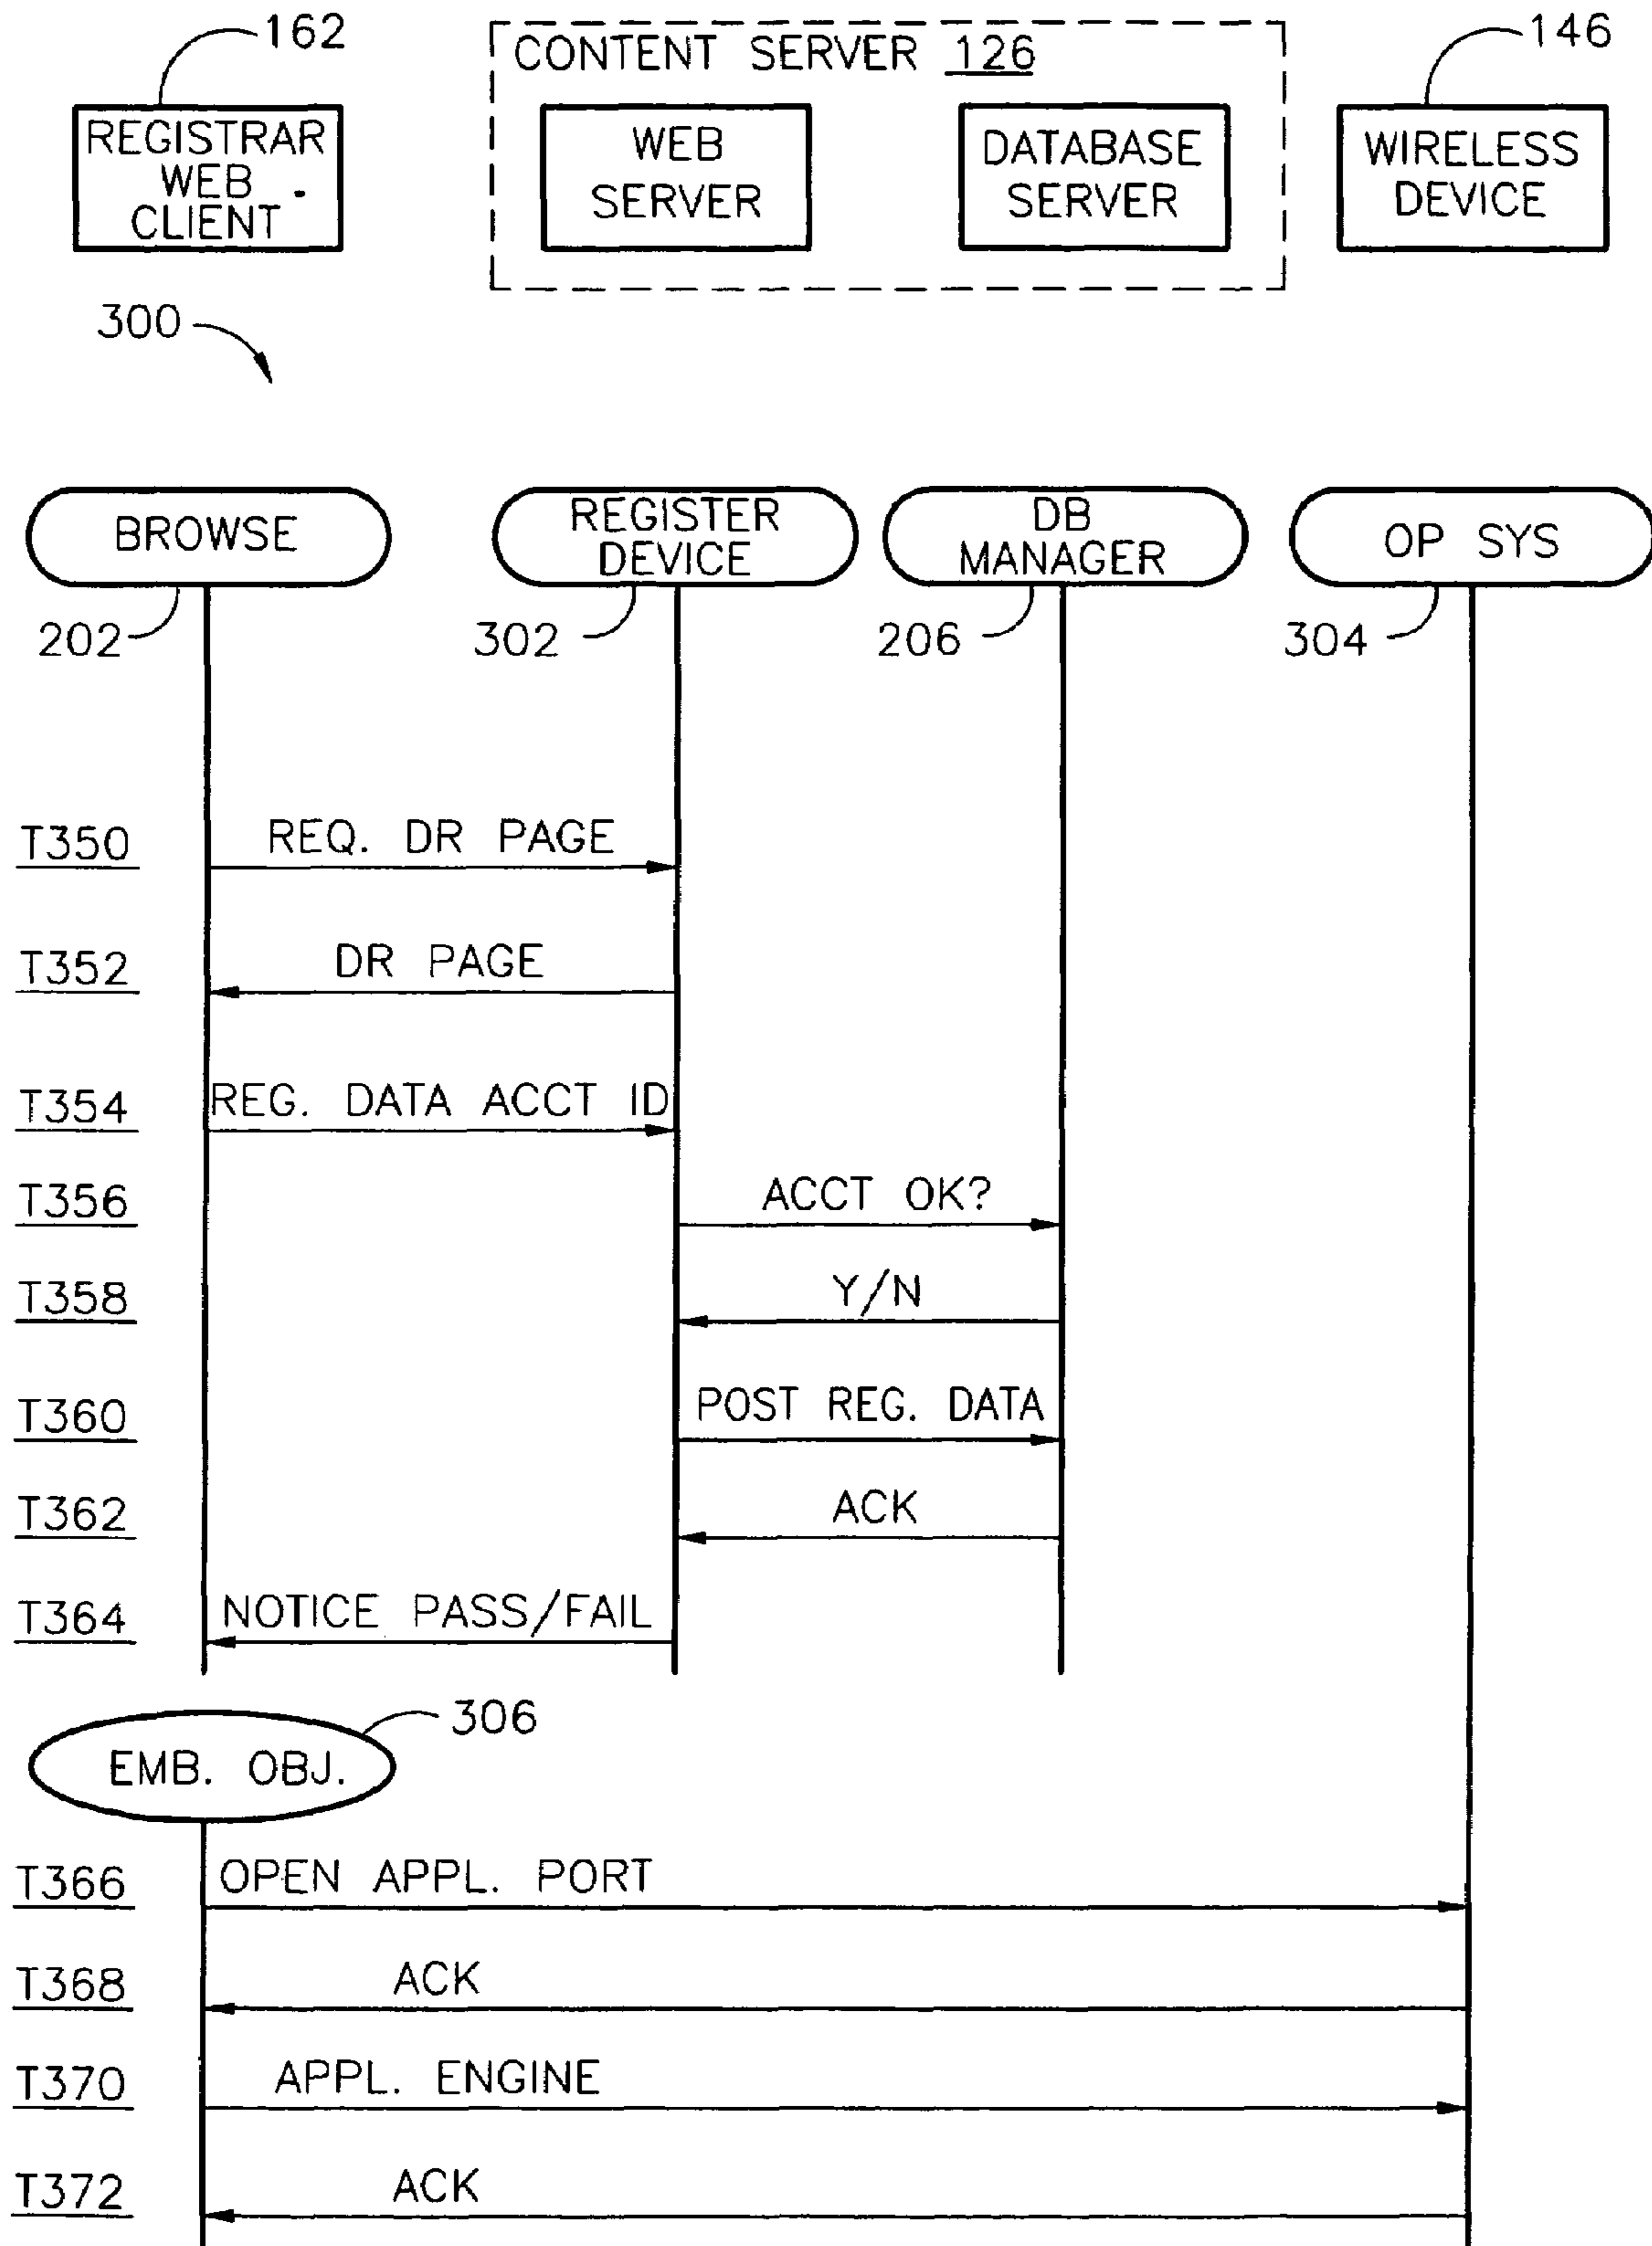 162
CONTENT SERVER 126
146
REGISTRAR
WEB
CLIENT
WEB
SERVER
DATABASE
SERVER
WIRELESS
DEVICE
300
BROWSE
REGISTER
DEVICE
DB
MANAGER
OP SYS
202
302
206
304
T350
REQ. DR PAGE
T352
DR PAGE
T354
REG. DATA ACCT ID
T356
ACCT OK?
T358
Y/N
T360
POST REG. DATA
T362
ACK
T364
NOTICE PASS/FAIL
306
EMB. OBJ.
T366
OPEN APPL. PORT
T368
ACK
T370
APPL. ENGINE
T372
ACK